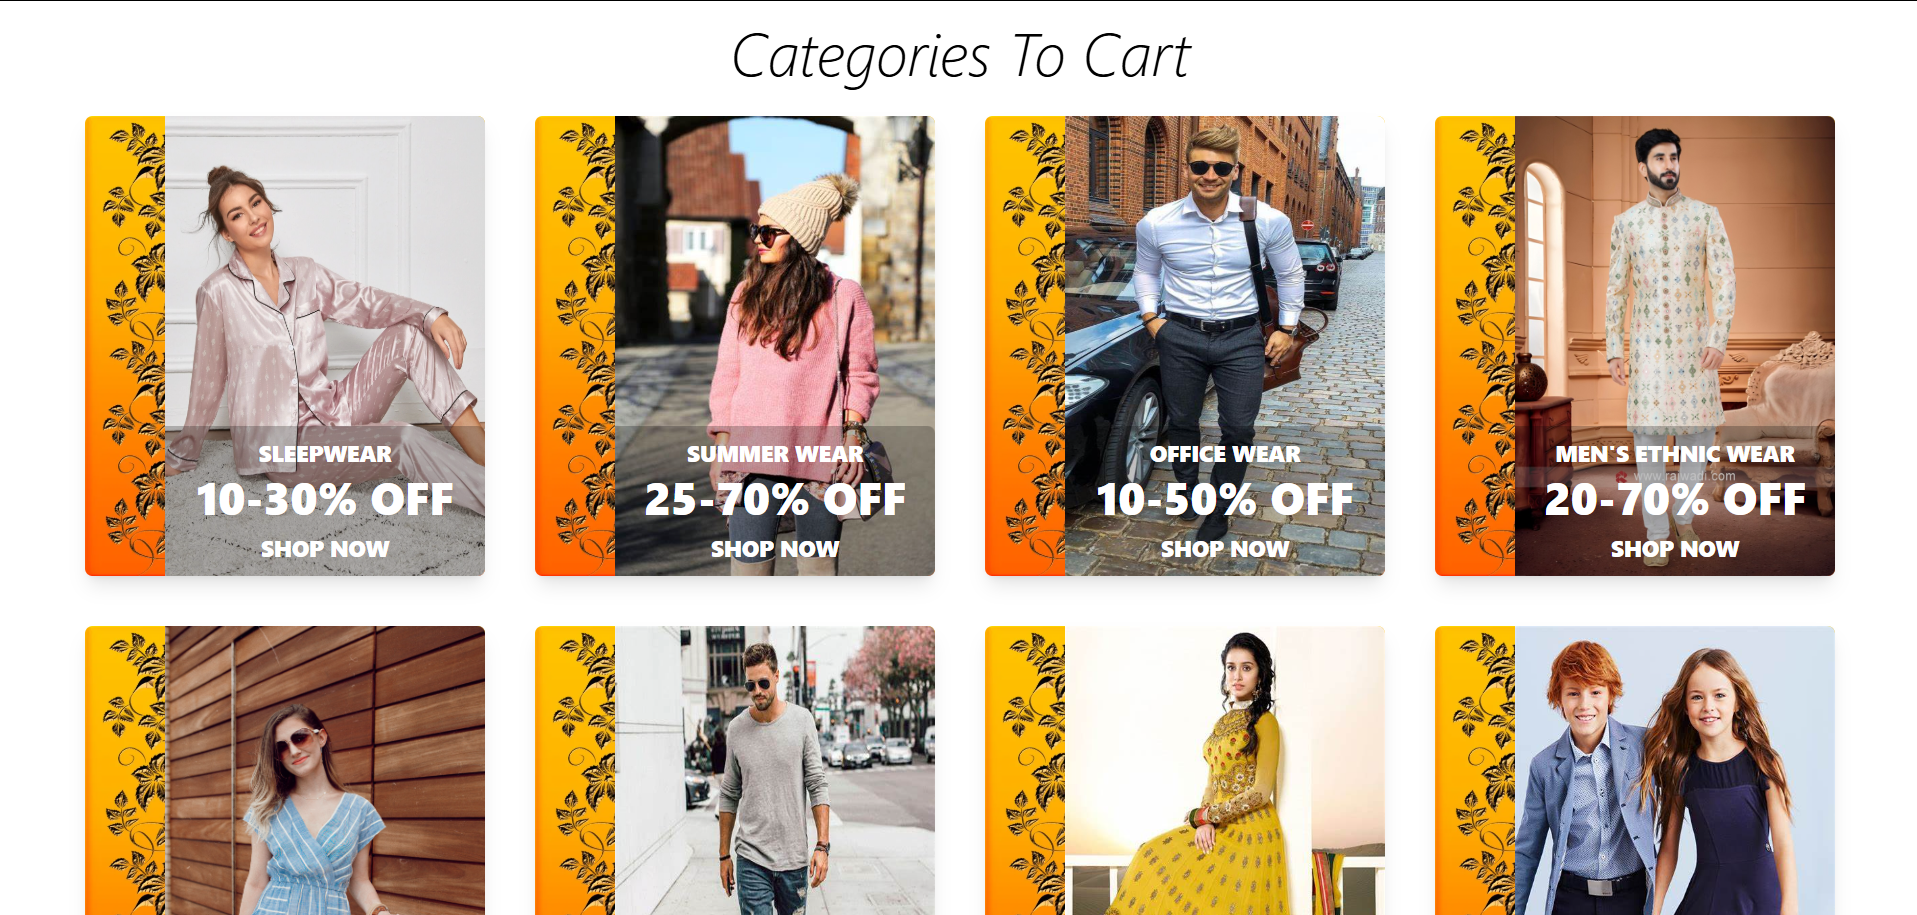 Categories To Cart
SLEEPWEAR
10-30% OFF
SHOP NOW
SUMMER WEAR
25-70% OFF
SHOP NOW
OFFICE WEAR
10-50% OFF
SHOP NOW
MEN'S ETHNIC WEAR
www.rajwadi.com
20-70% OFF
SHOP NOW